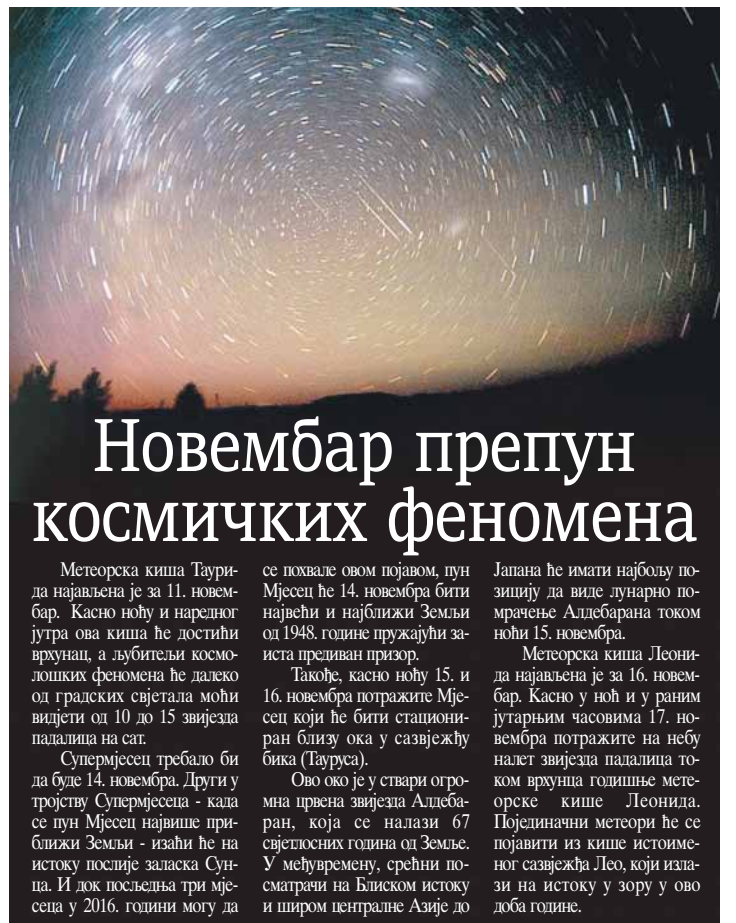 Новембар препун
космичких феномена
Метеорска киша Таури-
да најављена је за 11. новем-
бар. Касно ноћу и наредног
јутра ова киша ће достићи
врхунац, а љубитељи космо-
лошких феномена ће далеко
од градских свјетала моћи
видјети од 10 до 15 звијезда
падалица на сат.
Супермјесец требало би
да буде 14. новембра. Други у
тројству Супермјесеца - када
се пун Мјесец највише при-
ближи Земљи - изаћи ће на
истоку послије заласка Сун-
ца. И док посљедња три мје-
сеца у 2016. години могу да
се похвале овом појавом, пун
Мјесец ће 14. новембра бити
највећи и најближи Земљи
од 1948. године пружајући за-
иста предиван призор.
Такође, касно ноћу 15. и
16. новембра потражите Мје-
сец који ће бити стациони-
ран близу ока у сазвјежђу
бика (Тауруса).
Ово око је у ствари огро-
мна црвена звијезда Алдеба-
ран, која се налази 67
свјетлосних година од Земље.
У међувремену, срећни по-
сматрачи на Блиском истоку
и широм централне Азије до
Јапана ће имати најбољу по-
зицију да виде лунарно по-
мрачење Алдебарана током
ноћи 15. новембра.
Метеорска киша Леони-
да најављена је за 16. новем-
бар. Касно у ноћ и у раним
јутарњим часовима 17. но-
вембра потражите на небу
налет звијезда падалица то-
ком врхунца годишње мете-
орске кише Леонида.
Појединачни метеори ће се
појавити из кише истоиме-
ног сазвјежђа Лео, који изла-
зи на истоку у зору у ово
доба године.